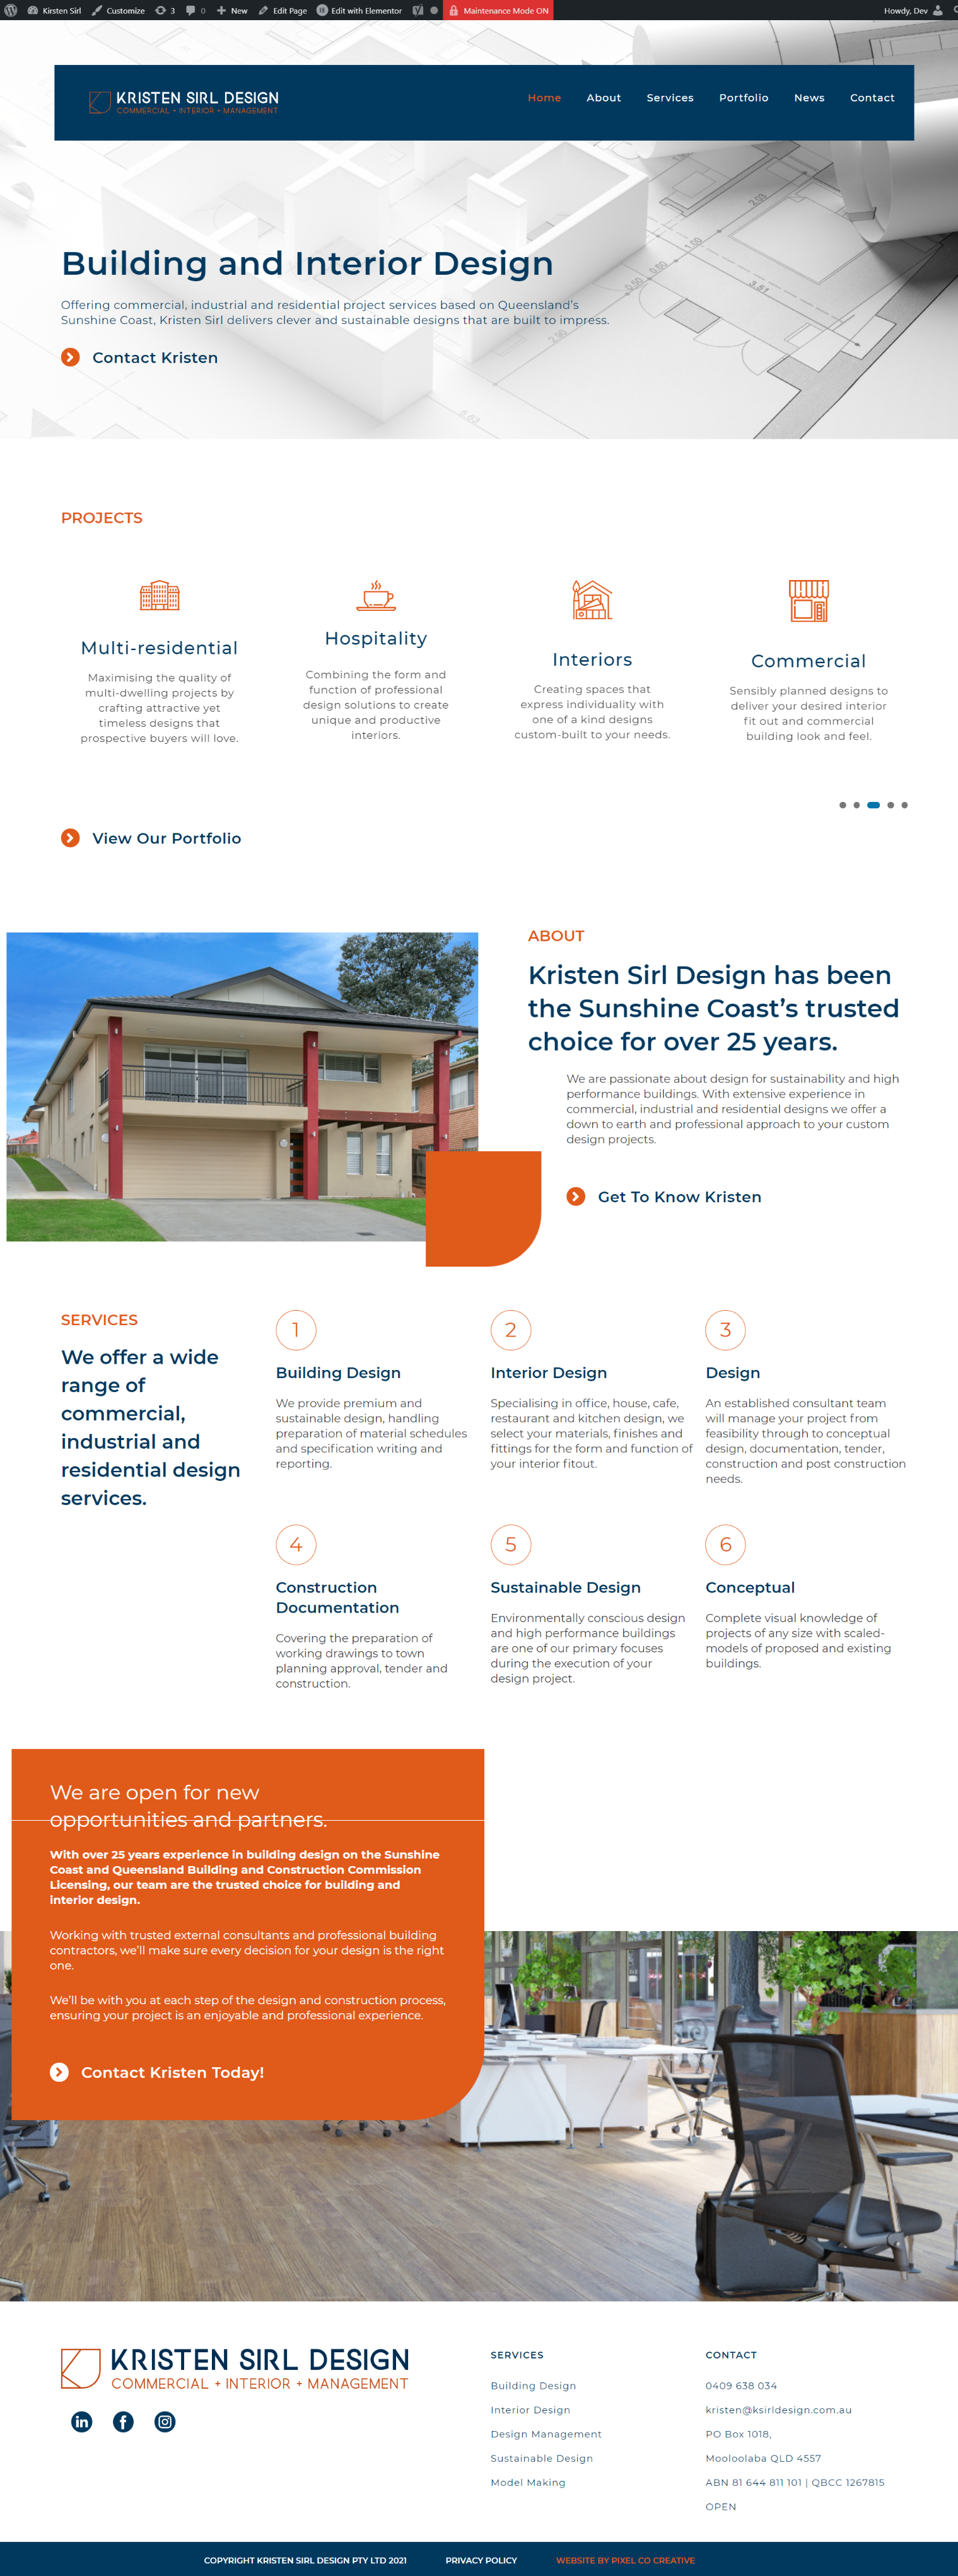 Kirsten Sirl Customize 3 0 New Edit Page Edit with Elementor Maintenance Mode ON Howdy, Dev
KRISTEN SIRL DESIGN
COMMERCIAL + INTERIOR + MANAGEMENT
Home About Services Portfolio News Contact
2.03
1.50
0.50 CO 0.60
3.61
2.90
6.63
Building and Interior Design
Offering commercial, industrial and residential project services based on Queensland's
Sunshine Coast, Kristen Sirl delivers clever and sustainable designs that are built to impress.
Contact Kristen
PROJECTS
Multi-residential
Maximising the quality of
multi-dwelling projects by
crafting attractive yet
timeless designs that
prospective buyers will love.
Hospitality
Combining the form and
function of professional
design solutions to create
unique and productive
interiors.
Interiors
Creating spaces that
express individuality with
one of a kind designs
custom-built to your needs.
Commercial
Sensibly planned designs to
deliver your desired interior
fit out and commercial
building look and feel.
View Our Portfolio
ABOUT
Kristen Sirl Design has been
the Sunshine Coast's trusted
choice for over 25 years.
We are passionate about design for sustainability and high
performance buildings. With extensive experience in
commercial, industrial and residential designs we offer a
down to earth and professional approach to your custom
design projects.
Get To Know Kristen
SERVICES
We offer a wide
range of
commercial,
industrial and
residential design
services.
1
Building Design
We provide premium and
sustainable design, handling
preparation of material schedules
and specification writing and
reporting.
2
Interior Design
Specialising in office, house, cafe,
restaurant and kitchen design, we
select your materials, finishes and
fittings for the form and function of
your interior fitout.
3
Design
An established consultant team
will manage your project from
feasibility through to conceptual
design, documentation, tender,
construction and post construction
needs.
4
Construction
Documentation
Covering the preparation of
working drawings to town
planning approval, tender and
construction.
5
Sustainable Design
Environmentally conscious design
and high performance buildings
are one of our primary focuses
during the execution of your
design project.
6
Conceptual
Complete visual knowledge of
projects of any size with scaled-
models of proposed and existing
buildings.
We are open for new
opportunities and partners.
With over 25 years experience in building design on the Sunshine
Coast and Queensland Building and Construction Commission
Licensing, our team are the trusted choice for building and
interior design.
Working with trusted external consultants and professional building
contractors, we'll make sure every decision for your design is the right
one.
We'll be with you at each step of the design and construction process,
ensuring your project is an enjoyable and professional experience.
Contact Kristen Today!
KRISTEN SIRL DESIGN
COMMERCIAL + INTERIOR + MANAGEMENT
SERVICES
Building Design
Interior Design
Design Management
Sustainable Design
Model Making
CONTACT
0409 638 034
kristen@ksirldesign.com.au
PO Box 1018,
Mooloolaba QLD 4557
ABN 81 644 811 101 | QBCC 1267815
OPEN
COPYRIGHT KRISTEN SIRL DESIGN PTY LTD 2021 PRIVACY POLICY WEBSITE BY PIXEL CO CREATIVE